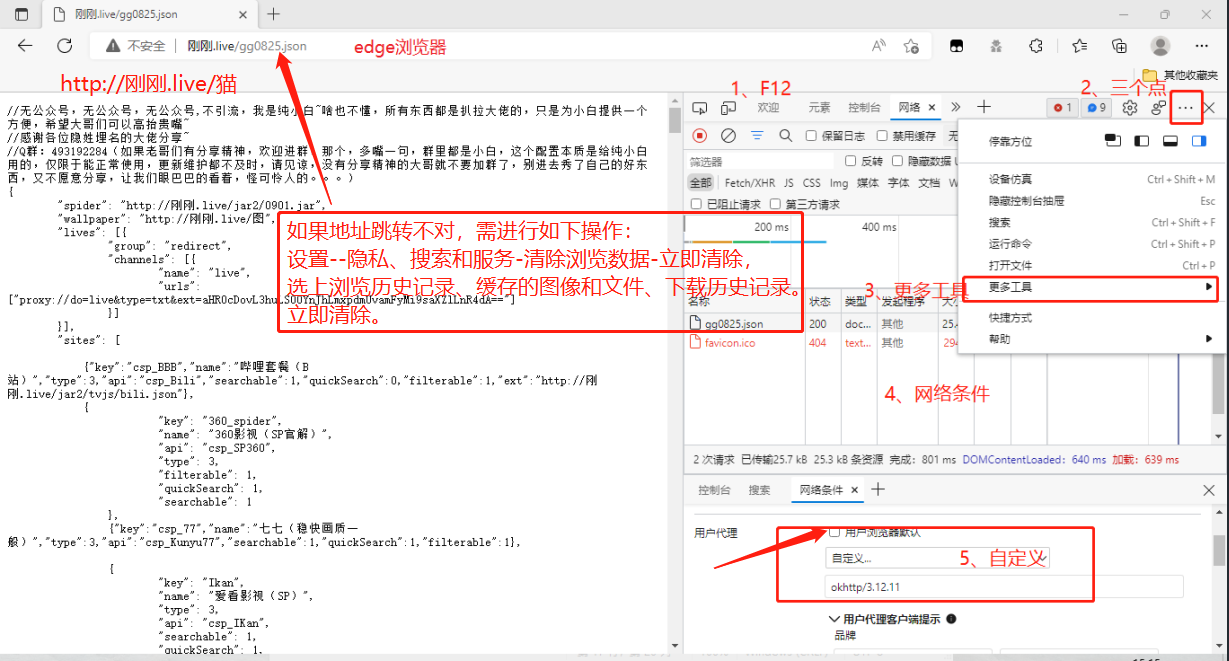 刚刚.live/gg0825.json
不安全
刚刚.live/gg0825.json
edge浏览器
其他收藏夹
http://刚刚.live/猫
1、F12
2、三个点
//无公众号，无公众号，无公众号,不引流，我是纯小白~啥也不懂，所有东西都是扒拉大佬的，只是为小白提供一个
方便，希望大哥们可以高抬贵嘴~
//感谢各位隐姓埋名的大佬分享~
//Q群：493192284（如果老哥们有分享精神，欢迎进群，那个，多嘴一句，群里都是小白，这个配置本质是给纯小白
用的，仅限于能正常使用，更新维护都不及时，请见谅，没有分享精神的大哥就不要加群了，别进去秀了自己的好东
西，又不愿意分享，让我们眼巴巴的看着，怪可怜人的。。。）
{
"spider": "http://刚刚.live/jar2/0901.jar",
"wallpaper": "http://刚刚.live/图",
"lives": [{
"group": "redirect",
"channels": [{
"name": "live",
"urls":
}]
}],
"sites": [
{"key":"csp_BBB","name":"哔哩套餐（B
站）","type":3,"api":"csp_Bili","searchable":1,"quickSearch":0,"filterable":1,"ext":"http://刚
刚.live/jar2/tvjs/bili.json"},
{
"key": "360_spider",
"name": "360影视（SP官解）",
"api": "csp_SP360",
"type": 3,
"filterable": 1,
"quickSearch": 1,
"searchable": 1
},
{"key":"csp_77","name":"七七（稳快画质一
般）","type":3,"api":"csp_Kunyu77","searchable":1,"quickSearch":1,"filterable":1},
{
"key": "Ikan",
"name": "爱看影视（SP）",
"type": 3,
"api": "csp_IKan",
"searchable": 1,
"quickSearch": 1,
如果地址跳转不对，需进行如下操作：
设置--隐私、搜索和服务-清除浏览数据-立即清除，
选上浏览历史记录、缓存的图像和文件、下载历史记录。
立即清除。
欢迎 元素 控制台 网络 1 9
保留日志 禁用缓存 无
筛选器 反转 隐藏数据
全部 Fetch/XHR JS CSS Img 媒体 字体 文档
已阻止请求 第三方请求
200 ms 400 ms
名称 状态 类型 发起程序
gg0825.json 200 doc... 其他 25.
favicon.ico 404 text... 其他 294
停靠方位
设备仿真 Ctrl + Shift + M
隐藏控制台抽屉 Esc
搜索 Ctrl + Shift + F
运行命令 Ctrl + Shift + P
打开文件 Ctrl + P
更多工具
快捷方式
帮助
3、更多工具
4、网络条件
2 次请求 已传输25.7 kB 25.3 kB 条资源 完成：801 ms DOMContentLoaded：640 ms 加载：639 ms
控制台 搜索 网络条件
用户代理 用户浏览器默认
自定义...
5、自定义
okhttp/3.12.11
用户代理客户端提示
品牌